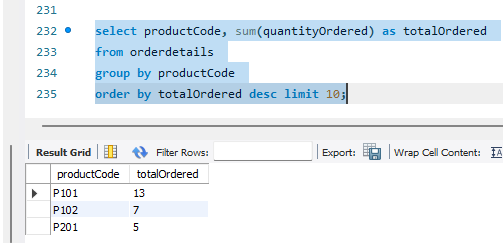 231
232 select productCode, sum(quantityOrdered) as totalOrdered
233 from orderdetails
234 group by productCode
235 order by totalOrdered desc limit 10;
Result Grid Filter Rows: Export: Wrap Cell Content: IA
productCode totalOrdered
P101 13
P102 7
P201 5